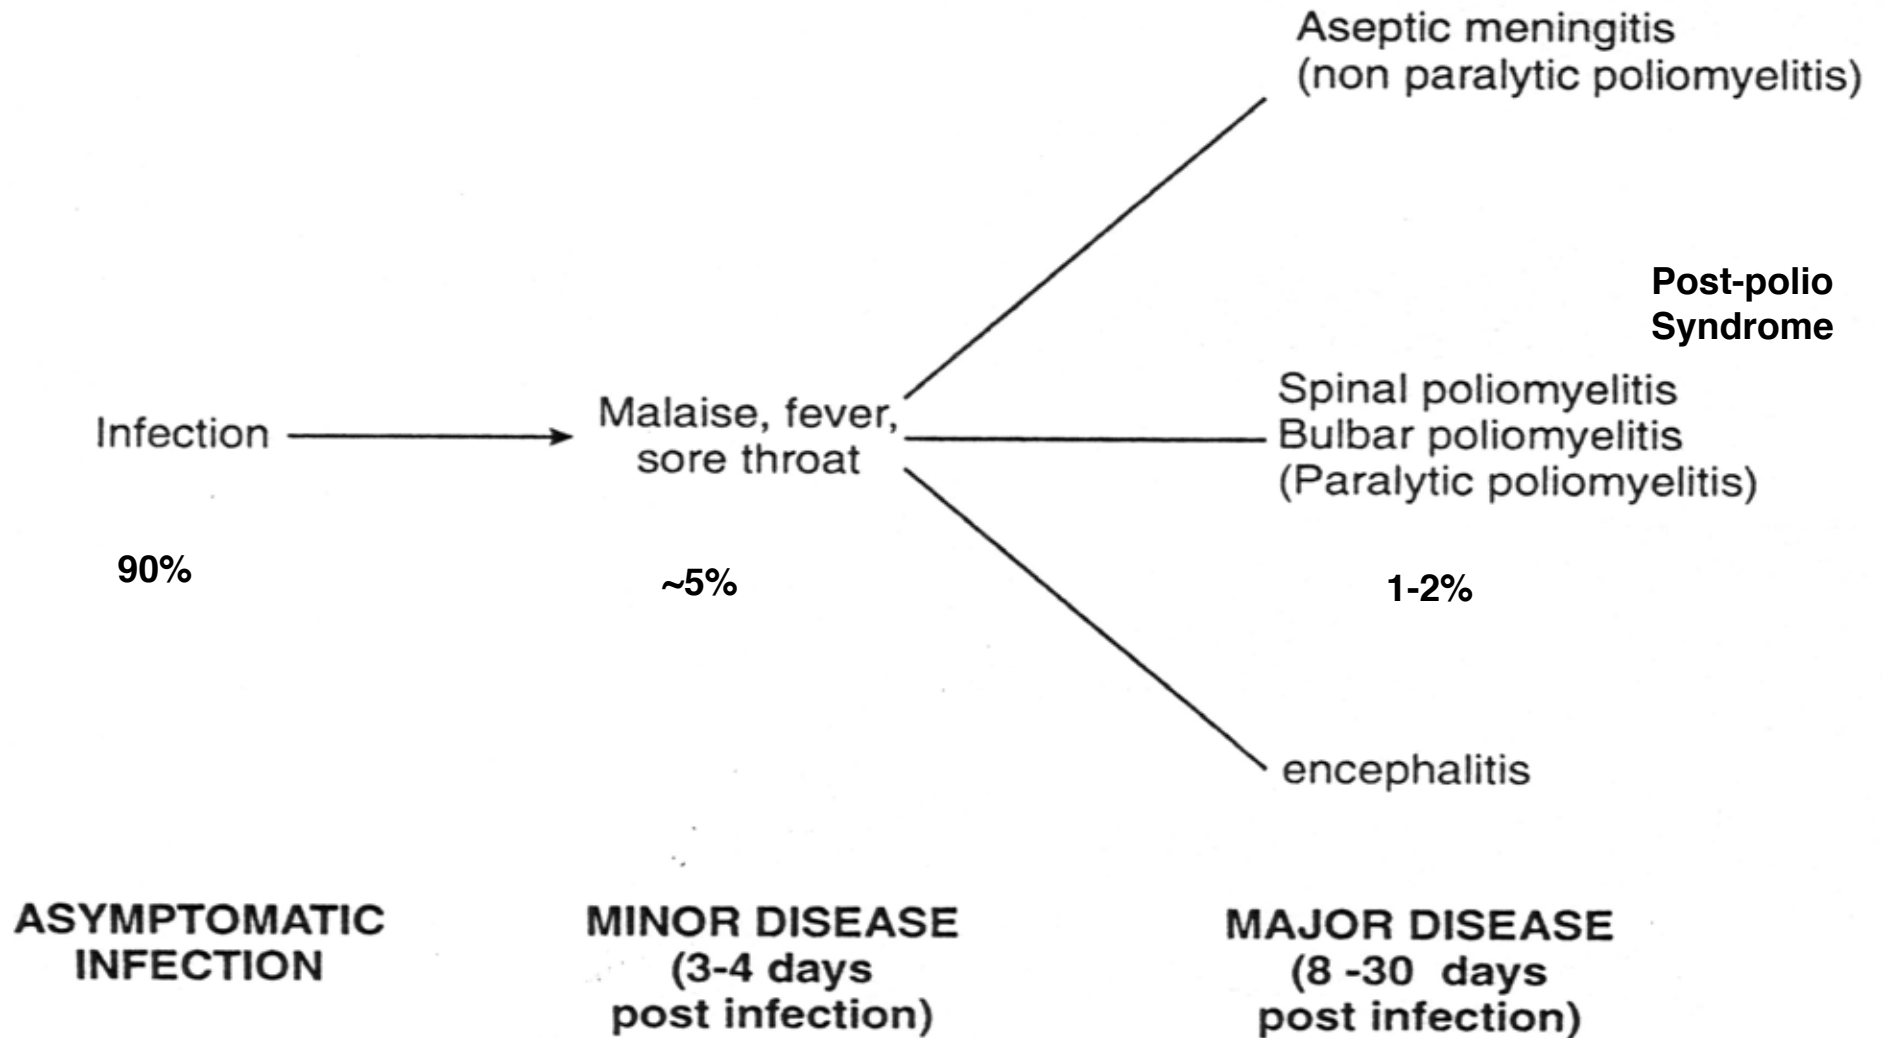 Aseptic meningitis
(non paralytic poliomyelitis)
Post-polio
Syndrome
Infection
Malaise, fever,
sore throat
Spinal poliomyelitis
Bulbar poliomyelitis
(Paralytic poliomyelitis)
90%
~5%
1-2%
encephalitis
ASYMPTOMATIC
INFECTION
MINOR DISEASE
(3-4 days
post infection)
MAJOR DISEASE
(8 -30 days
post infection)